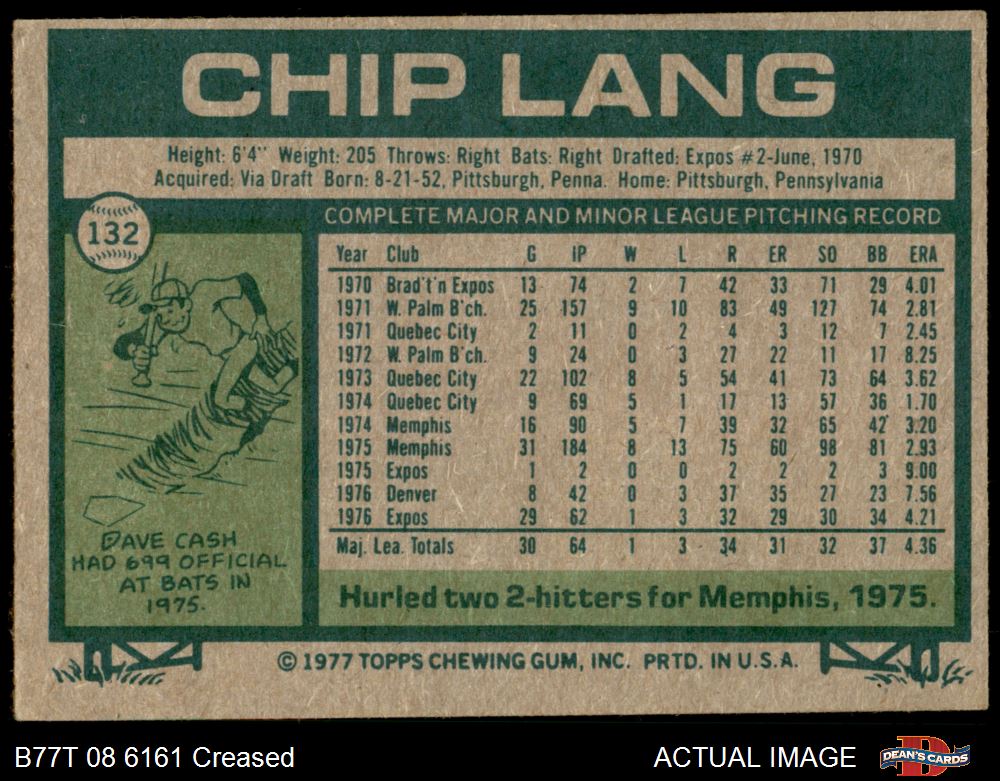 CHIP LANG
Height: 6'4" Weight: 205 Throws: Right Bats: Right Drafted: Expos #2-June, 1970
Acquired: Via Draft Born: 8-21-52, Pittsburgh, Penna. Home: Pittsburgh, Pennsylvania
132
COMPLETE MAJOR AND MINOR LEAGUE PITCHING RECORD
Year Club G IP W L R ER SO BB ERA
1970 Brad't'n Expos 13 74 2 7 42 33 71 29 4.01
1971 W. Palm B'ch. 25 157 9 10 83 49 127 74 2.81
1971 Quebec City 2 11 0 2 4 3 12 7 2.45
1972 W. Palm B'ch. 9 24 0 3 27 22 11 17 8.25
1973 Quebec City 22 102 8 5 54 41 73 64 3.62
1974 Quebec City 9 69 5 1 17 13 57 36 1.70
1974 Memphis 16 90 5 7 39 32 65 42 3.20
1975 Memphis 31 184 8 13 75 60 98 81 2.93
1975 Expos 1 2 0 0 2 2 2 3 9.00
1976 Denver 8 42 0 3 37 35 27 23 7.56
1976 Expos 29 62 1 3 32 29 30 34 4.21
Maj. Lea. Totals 30 64 1 3 34 31 32 37 4.36
DAVE CASH
HAD 699 OFFICIAL
AT BATS IN
1975.
Hurled two 2-hitters for Memphis, 1975.
© 1977 TOPPS CHEWING GUM, INC. PRTD. IN U.S.A.
B77T 08 6161 Creased
ACTUAL IMAGE
DEAN'S CARDS